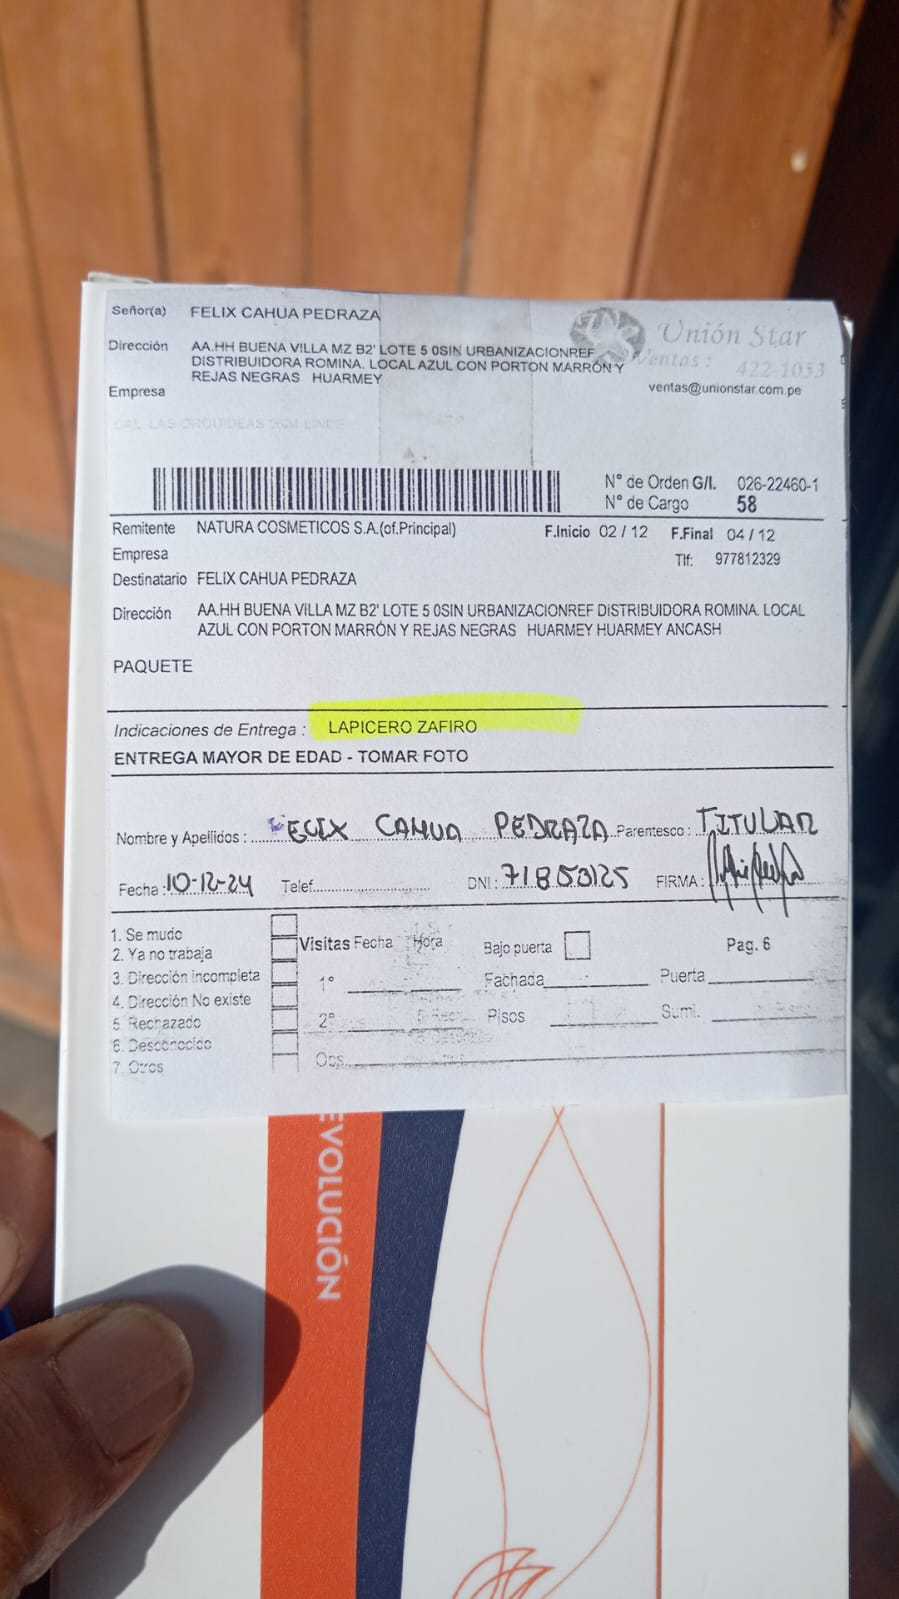 Señor(a) FELIX CAHUA PEDRAZA
Unión Star
Dirección AA.HH BUENA VILLA MZ B2' LOTE 5 0SIN URBANIZACIONREF
Ventas :
DISTRIBUIDORA ROMINA. LOCAL AZUL CON PORTON MARRÓN Y
422-1053
REJAS NEGRAS HUARMEY
ventas@unionstar.com.pe
Empresa
Nº de Orden G/I. 026-22460-1
Nº de Cargo 58
Remitente NATURA COSMETICOS S.A.(of.Principal) F.Inicio 02 / 12 F.Final 04 / 12
Empresa Tlf: 977812329
Destinatario FELIX CAHUA PEDRAZA
Dirección AA.HH BUENA VILLA MZ B2' LOTE 5 0SIN URBANIZACIONREF DISTRIBUIDORA ROMINA. LOCAL
AZUL CON PORTON MARRÓN Y REJAS NEGRAS HUARMEY HUARMEY ANCASH
PAQUETE
Indicaciones de Entrega : LAPICERO ZAFIRO
ENTREGA MAYOR DE EDAD - TOMAR FOTO
Nombre y Apellidos : FELIX CAHUA PEDRAZA Parentesco : TITULAR
Fecha : 10-12-24 Telef. DNI : 71853125 FIRMA :
1. Se mudo
2. Ya no trabaja
3. Dirección incompleta
4. Dirección No existe
5. Rechazado
6. Desconocido
7. Otros
Visitas Fecha Hora Bajo puerta Pag. 6
1° Fachada Puerta
2° Pisos Sumi.
Obs.
EVOLUCIÓN